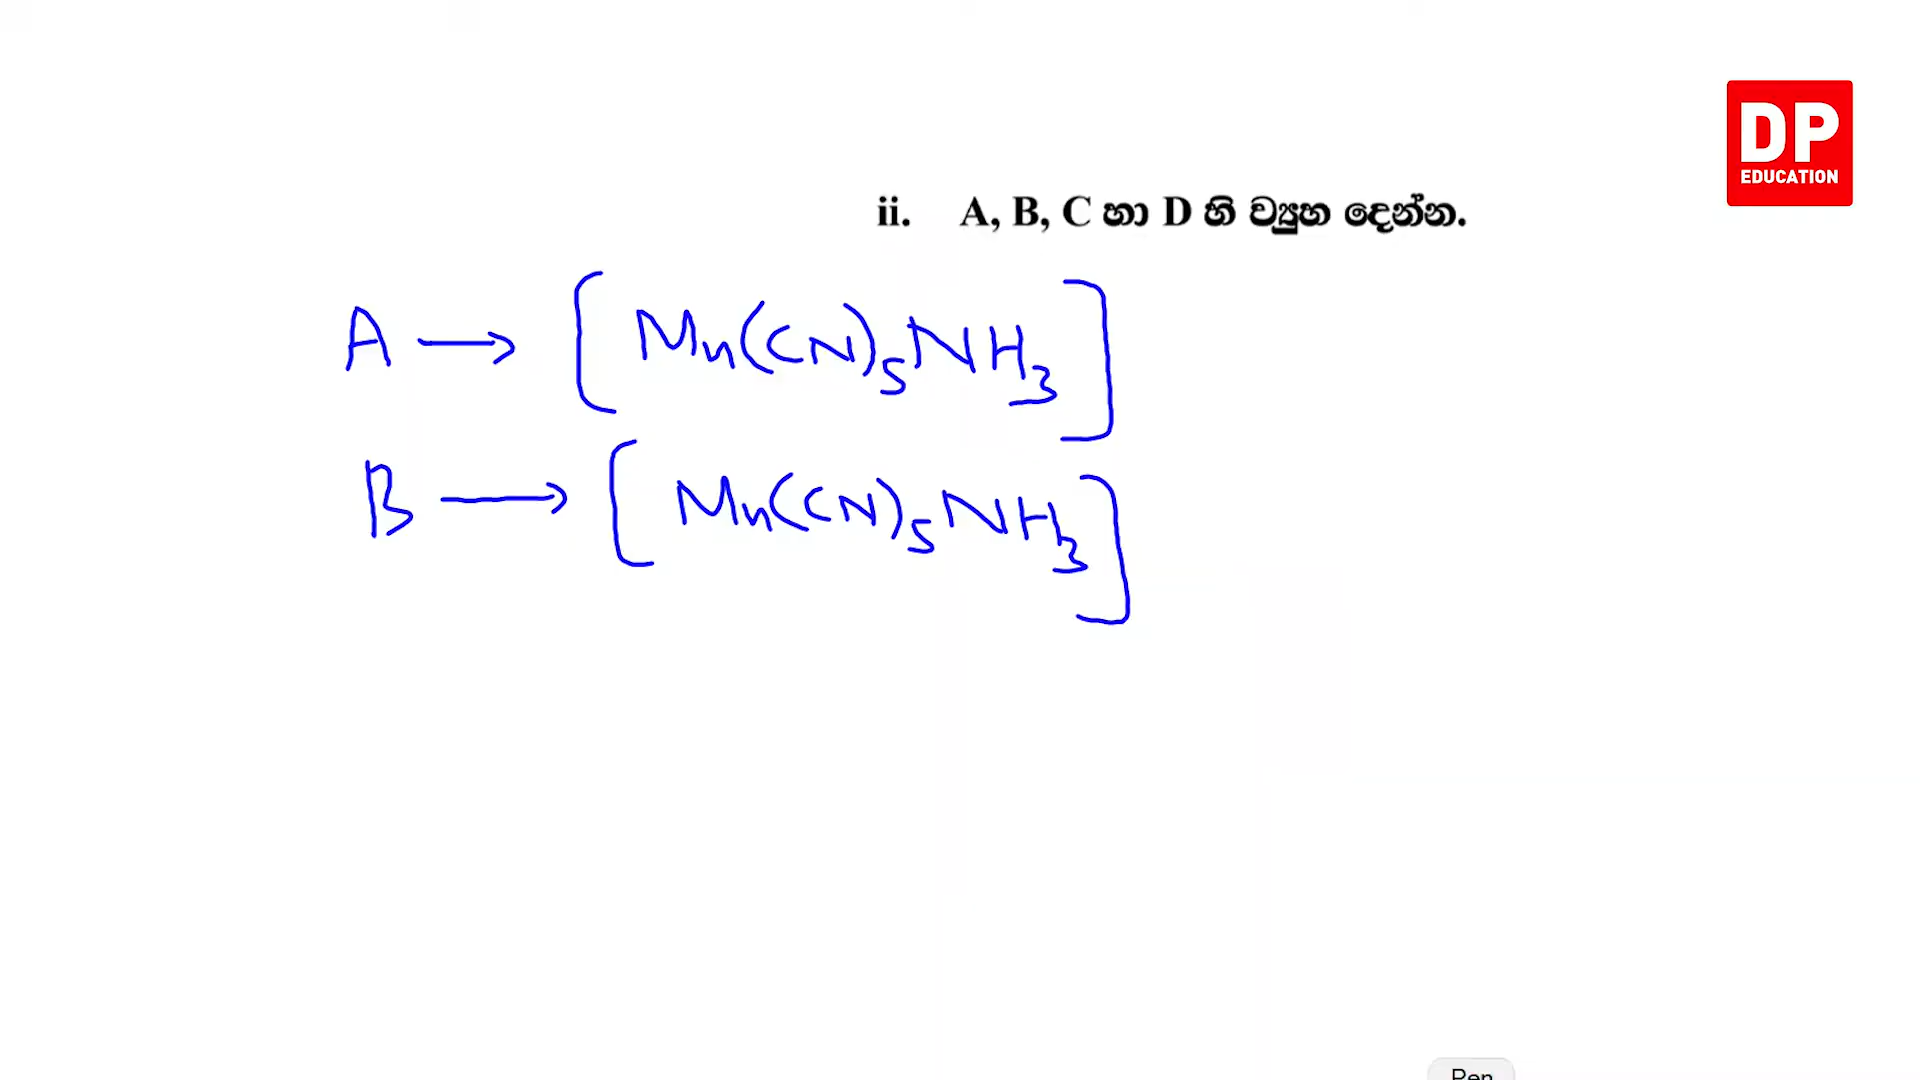 DP
EDUCATION
ii. A, B, C හා D හි ව්‍යුහ දෙන්න.
A → [Mn(CN)₅NH₃]
B → [Mn(CN)₅NH₃]
Pen